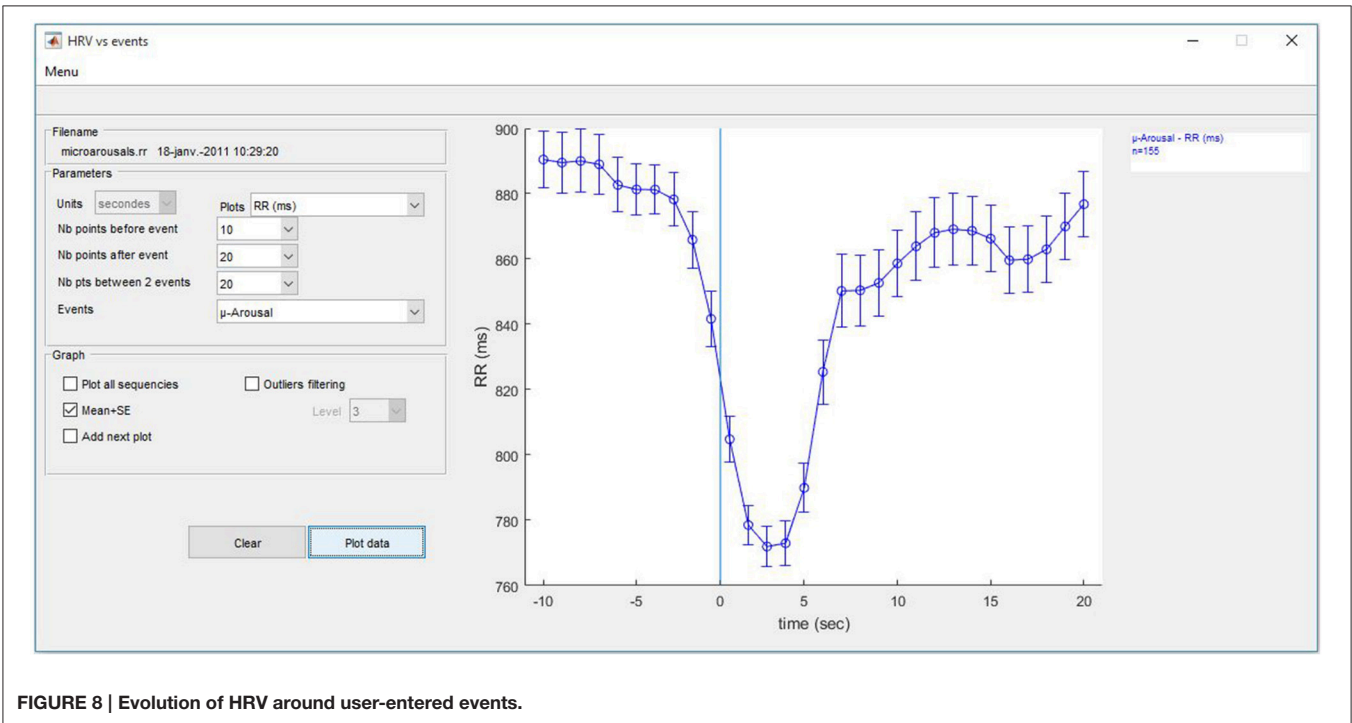 HRV vs events
Menu
Filename
microarousals.rr 18-janv.-2011 10:29:20
Parameters
Units secondes Plots RR (ms)
Nb points before event 10
Nb points after event 20
Nb pts between 2 events 20
Events µ-Arousal
Graph
Plot all sequencies Outliers filtering
Mean+SE Level 3
Add next plot
Clear Plot data
900
880
860
840
820
800
780
760
RR (ms)
-10 -5 0 5 10 15 20
time (sec)
µ-Arousal - RR (ms)
n=155
FIGURE 8 | Evolution of HRV around user-entered events.